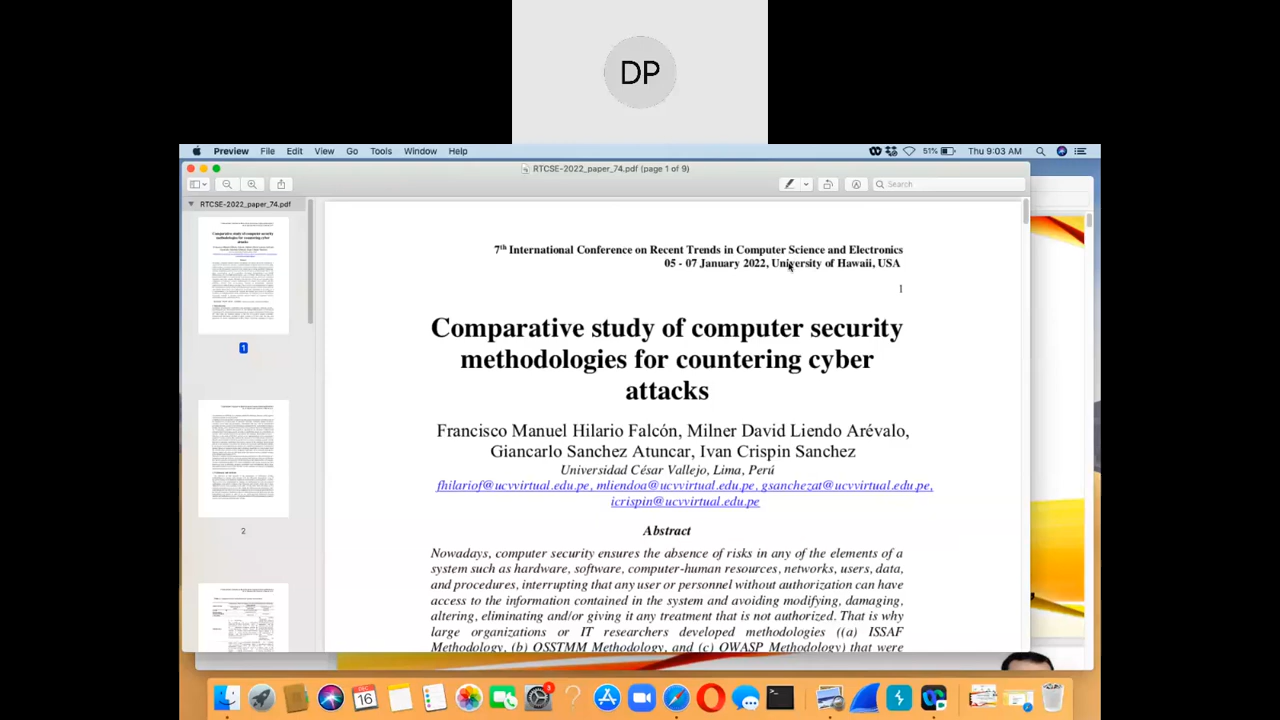 DP
Preview File Edit View Go Tools Window Help 51% Thu 9:03 AM
RTCSE-2022_paper_74.pdf (page 1 of 9)
Search
RTCSE-2022_paper_74.pdf
1
2
7th International Conference on Recent Trends in Computer Science and Electronics
05 - 07 January 2022, University of Hawaii, USA
1
Comparative study of computer security
methodologies for countering cyber
attacks
Francisco Manuel Hilario Falcón, Milner David Liendo Arévalo,
Giancarlo Sanchez Atuncar, Ivan Crispin Sanchez
Universidad César Vallejo, Lima, Perú
fhilariof@ucvvirtual.edu.pe, mliendoa@ucvvirtual.edu.pe, gsanchezat@ucvvirtual.edu.pe,
icrispin@ucvvirtual.edu.pe
Abstract
Nowadays, computer security ensures the absence of risks in any of the elements of a
system such as hardware, software, computer-human resources, networks, users, data,
and procedures, interrupting that any user or personnel without authorization can have
access to the information contained in the system and avoiding modifying, damaging,
altering, eliminating and/or giving it any treatment that is not authorized. That is why
large organizations or IT researchers developed methodologies ((a) ISSAF
Methodology, (b) OSSTMM Methodology, and (c) OWASP Methodology) that were
16